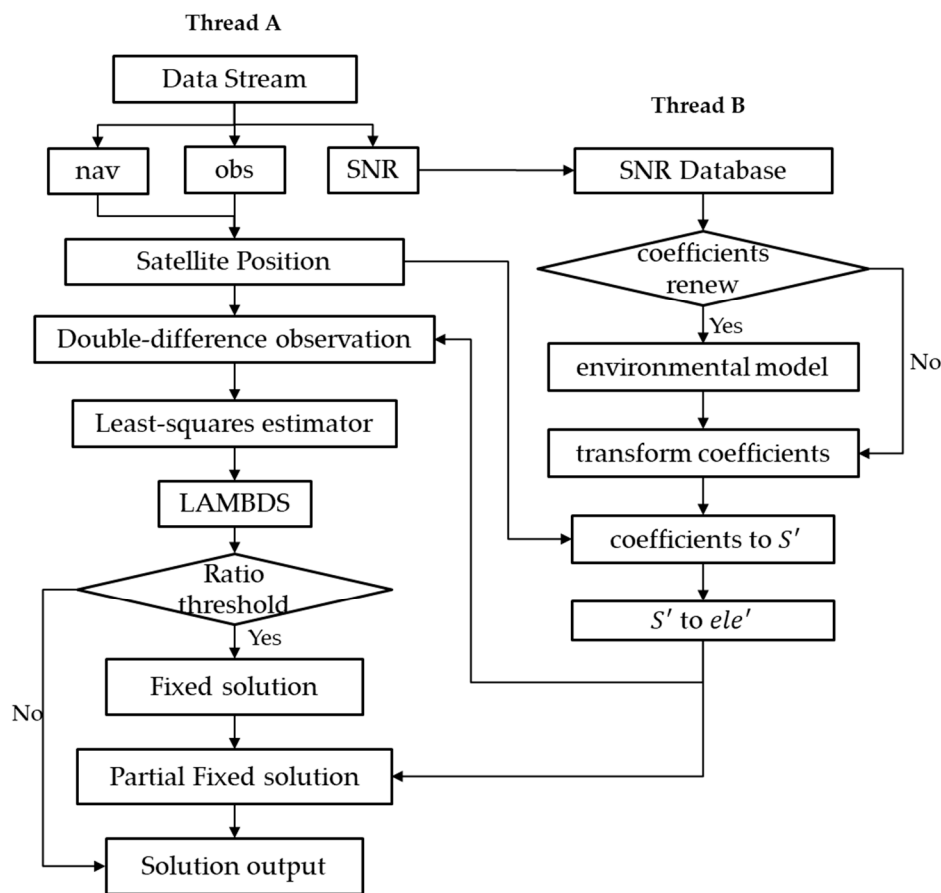 Thread A
Data Stream
nav
obs
SNR
Satellite Position
Double-difference observation
Least-squares estimator
LAMBDS
Ratio
threshold
Yes
No
Fixed solution
Partial Fixed solution
Solution output
Thread B
SNR Database
coefficients
renew
Yes
No
environmental model
transform coefficients
coefficients to S′
S′ to ele′